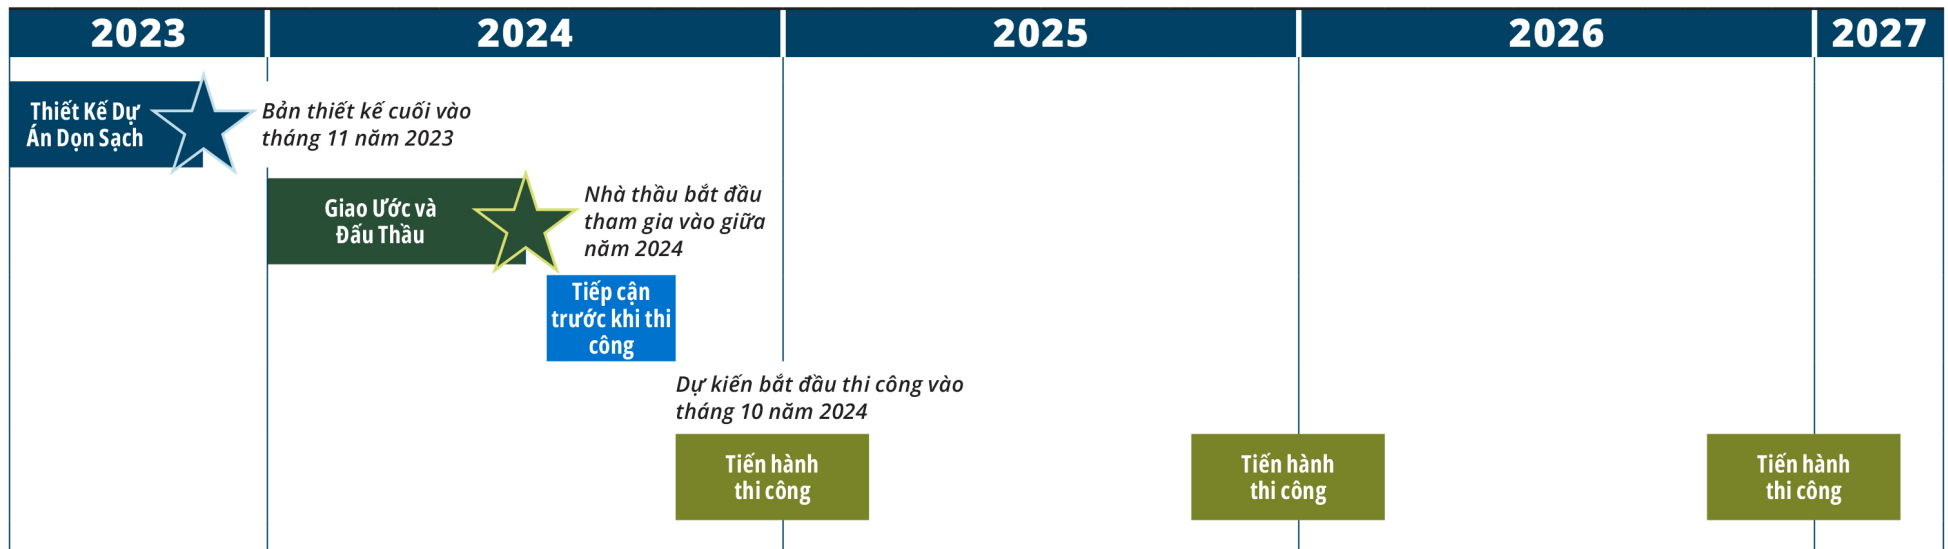 2023 2024 2025 2026 2027
Thiết Kế Dự
Án Dọn Sạch
Bản thiết kế cuối vào
tháng 11 năm 2023
Giao Ước và
Đấu Thầu
Nhà thầu bắt đầu
tham gia vào giữa
năm 2024
Tiếp cận
trước khi thi
công
Dự kiến bắt đầu thi công vào
tháng 10 năm 2024
Tiến hành
thi công
Tiến hành
thi công
Tiến hành
thi công